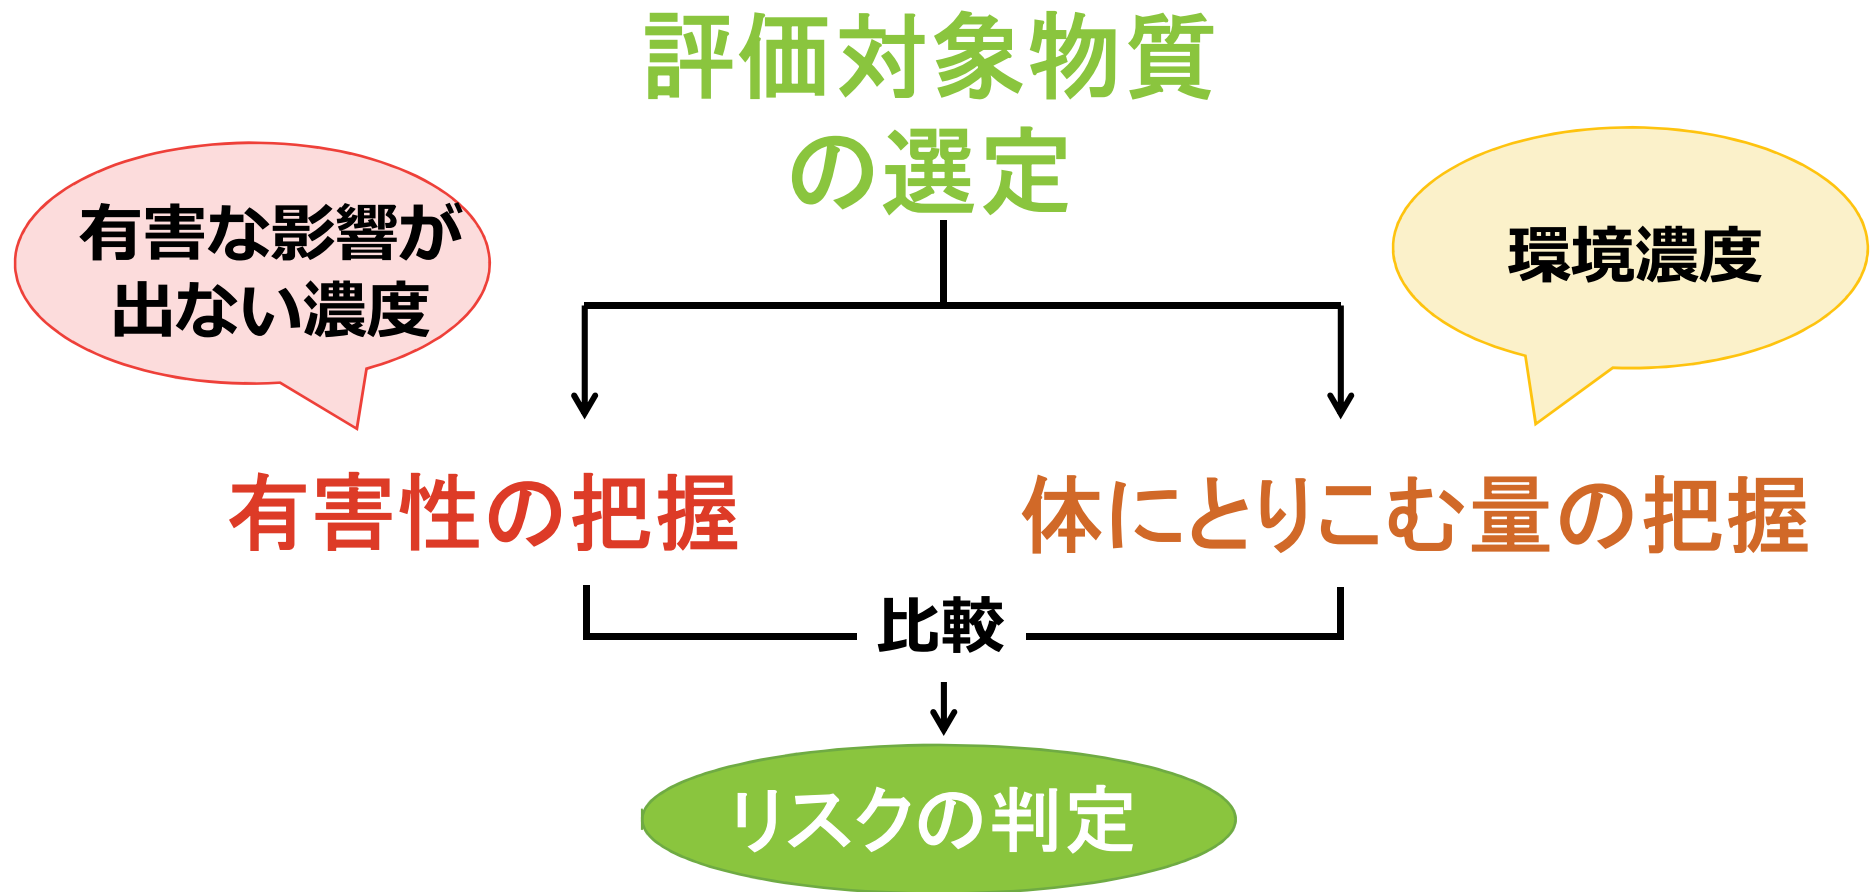 評価対象物質
の選定
有害な影響が
出ない濃度
環境濃度
有害性の把握
体にとりこむ量の把握
比較
リスクの判定